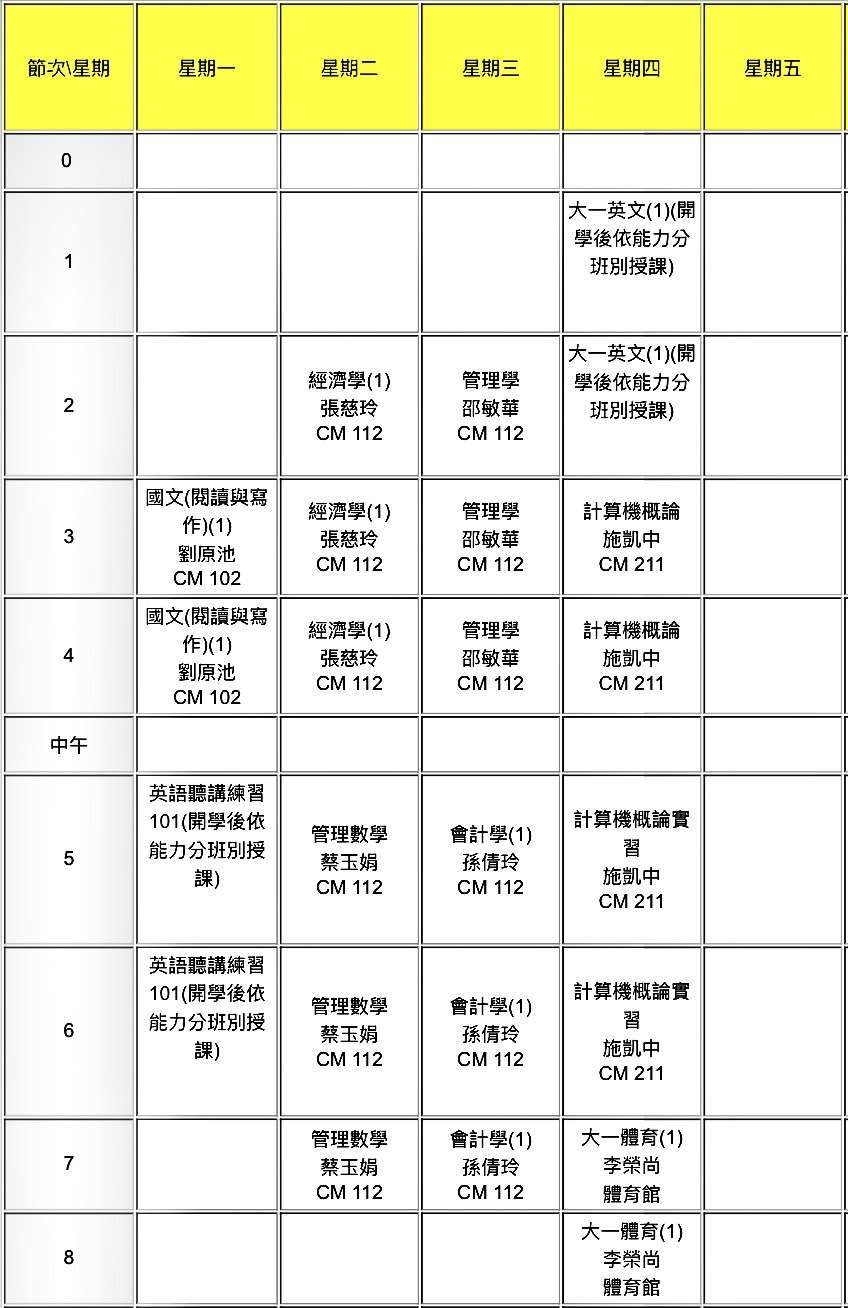 節次\星期 星期一 星期二 星期三 星期四 星期五
0
1
大一英文(1)(開
學後依能力分
班別授課)
2
經濟學(1)
張慈玲
CM 112
管理學
邵敏華
CM 112
大一英文(1)(開
學後依能力分
班別授課)
3
國文(閱讀與寫
作)(1)
劉原池
CM 102
經濟學(1)
張慈玲
CM 112
管理學
邵敏華
CM 112
計算機概論
施凱中
CM 211
4
國文(閱讀與寫
作)(1)
劉原池
CM 102
經濟學(1)
張慈玲
CM 112
管理學
邵敏華
CM 112
計算機概論
施凱中
CM 211
中午
5
英語聽講練習
101(開學後依
能力分班別授
課)
管理數學
蔡玉娟
CM 112
會計學(1)
孫倩玲
CM 112
計算機概論實
習
施凱中
CM 211
6
英語聽講練習
101(開學後依
能力分班別授
課)
管理數學
蔡玉娟
CM 112
會計學(1)
孫倩玲
CM 112
計算機概論實
習
施凱中
CM 211
7
管理數學
蔡玉娟
CM 112
會計學(1)
孫倩玲
CM 112
大一體育(1)
李榮尚
體育館
8
大一體育(1)
李榮尚
體育館